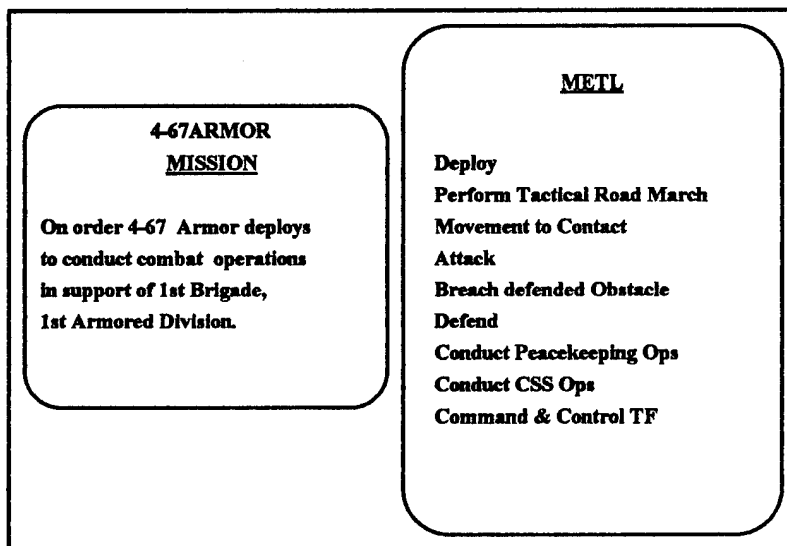 4-67ARMOR
MISSION
On order 4-67 Armor deploys
to conduct combat operations
in support of 1st Brigade,
1st Armored Division.
METL
Deploy
Perform Tactical Road March
Movement to Contact
Attack
Breach defended Obstacle
Defend
Conduct Peacekeeping Ops
Conduct CSS Ops
Command & Control TF